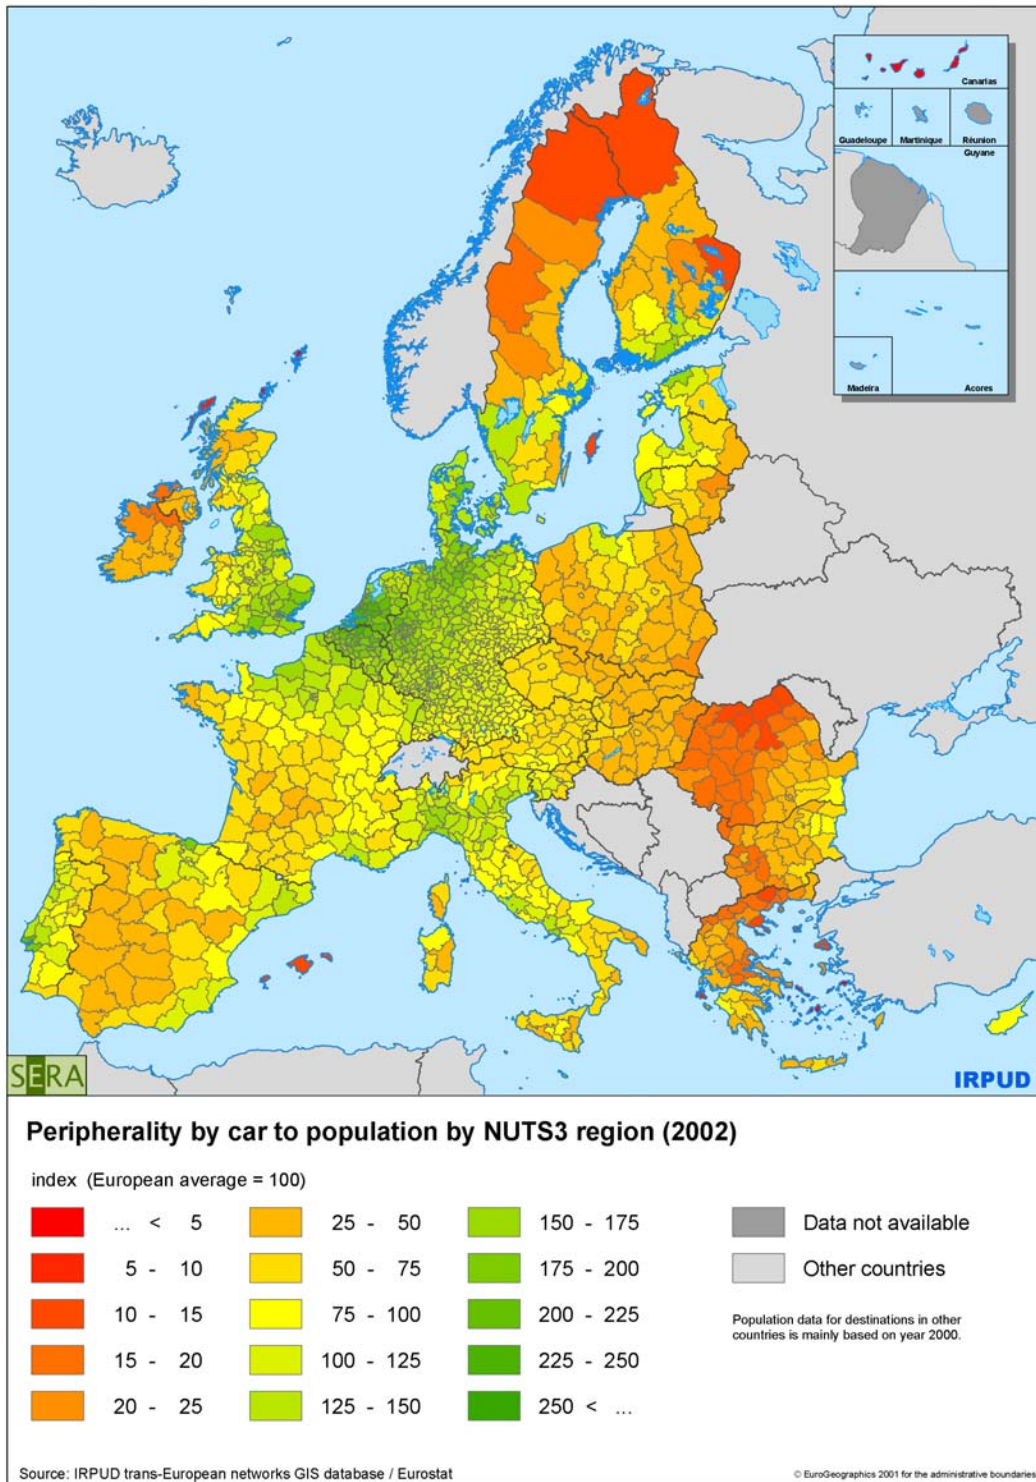 Canarias
Guadeloupe
Martinique
Réunion
Guyane
Madeira
Acores
SERA
IRPUD
Peripherality by car to population by NUTS3 region (2002)
index (European average = 100)
... < 5
5 - 10
10 - 15
15 - 20
20 - 25
25 - 50
50 - 75
75 - 100
100 - 125
125 - 150
150 - 175
175 - 200
200 - 225
225 - 250
250 < ...
Data not available
Other countries
Population data for destinations in other
countries is mainly based on year 2000.
Source: IRPUD trans-European networks GIS database / Eurostat
© EuroGeographics 2001 for the administrative boundaries